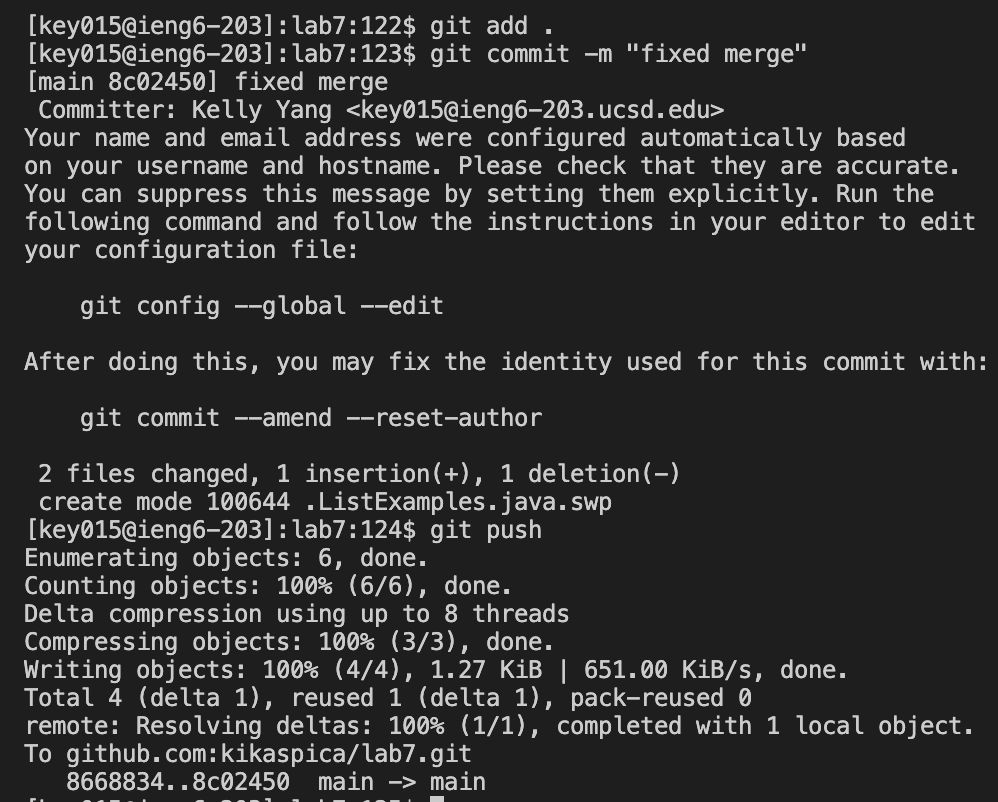 [key015@ieng6-203]:lab7:122$ git add .
[key015@ieng6-203]:lab7:123$ git commit -m "fixed merge"
[main 8c02450] fixed merge
 Committer: Kelly Yang <key015@ieng6-203.ucsd.edu>
Your name and email address were configured automatically based
on your username and hostname. Please check that they are accurate.
You can suppress this message by setting them explicitly. Run the
following command and follow the instructions in your editor to edit
your configuration file:

    git config --global --edit

After doing this, you may fix the identity used for this commit with:

    git commit --amend --reset-author

 2 files changed, 1 insertion(+), 1 deletion(-)
 create mode 100644 .ListExamples.java.swp
[key015@ieng6-203]:lab7:124$ git push
Enumerating objects: 6, done.
Counting objects: 100% (6/6), done.
Delta compression using up to 8 threads
Compressing objects: 100% (3/3), done.
Writing objects: 100% (4/4), 1.27 KiB | 651.00 KiB/s, done.
Total 4 (delta 1), reused 1 (delta 1), pack-reused 0
remote: Resolving deltas: 100% (1/1), completed with 1 local object.
To github.com:kikaspica/lab7.git
   8668834..8c02450  main -> main